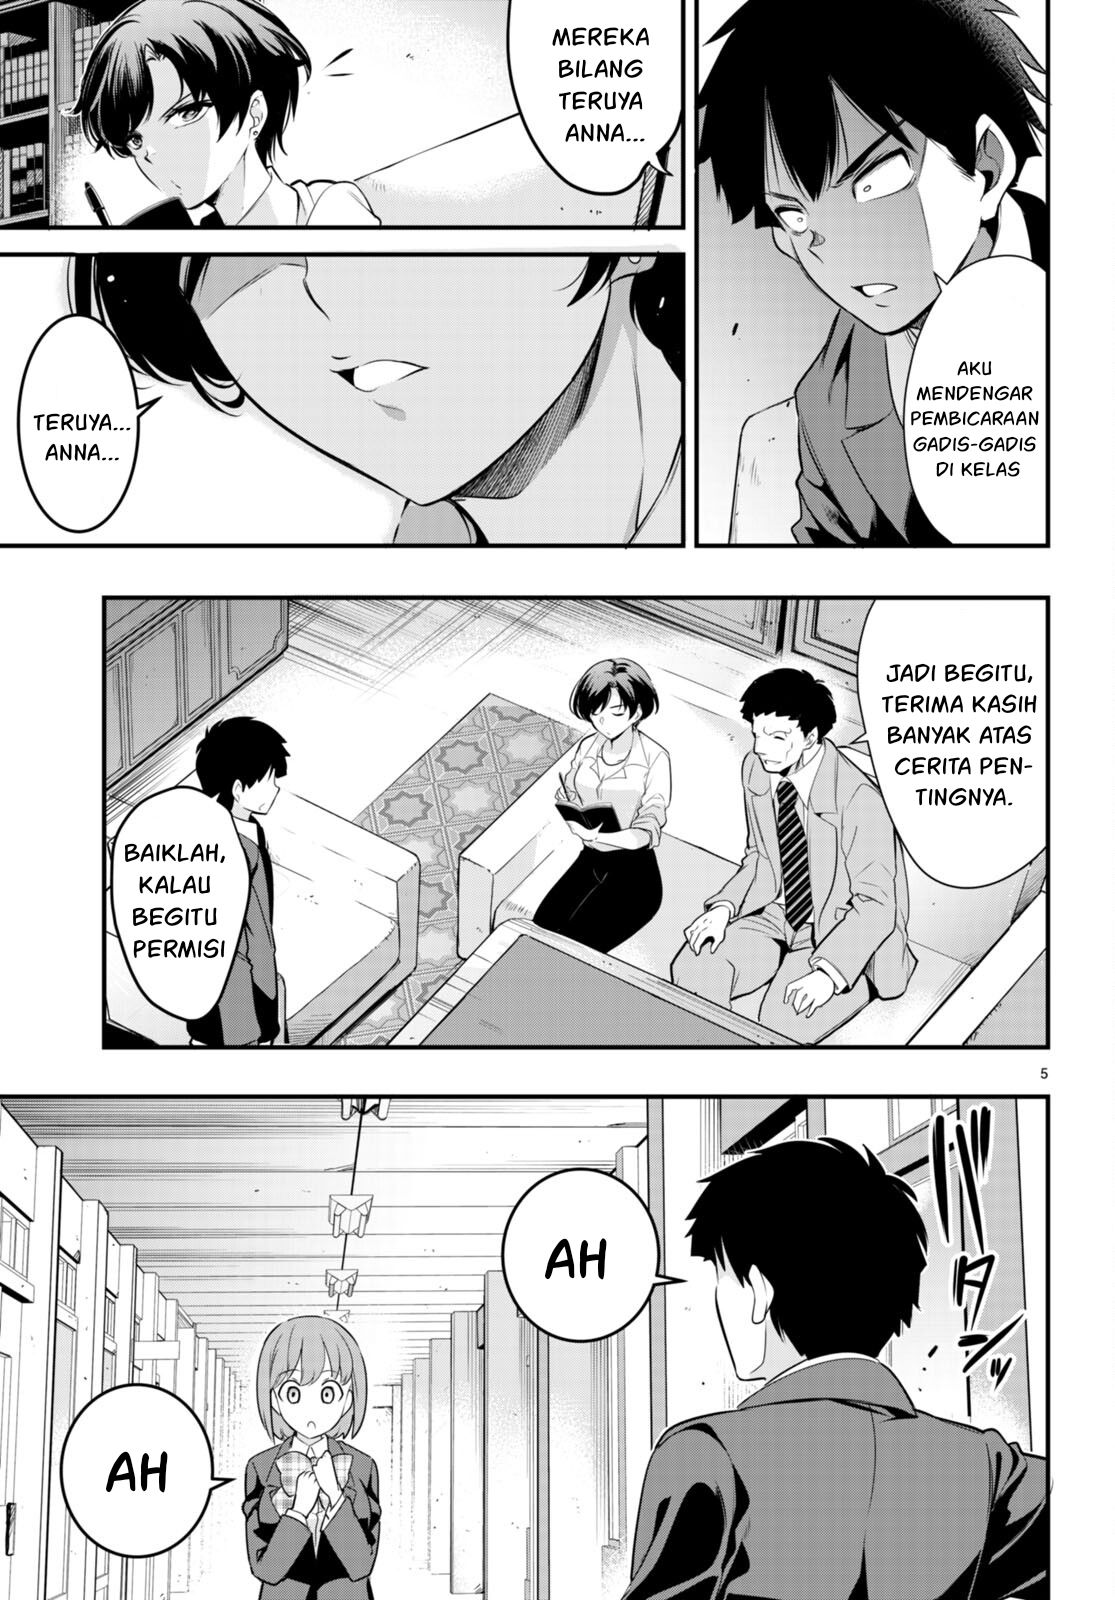 AKU
MENDENGAR
PEMBICARAAN
GADIS-GADIS
DI KELAS
MEREKA
BILANG
TERUYA
ANNA...
TERUYA...
ANNA...
JADI BEGITU,
TERIMA KASIH
BANYAK ATAS
CERITA PEN-
TINGNYA.
BAIKLAH,
KALAU
BEGITU
PERMISI
5
AH
AH